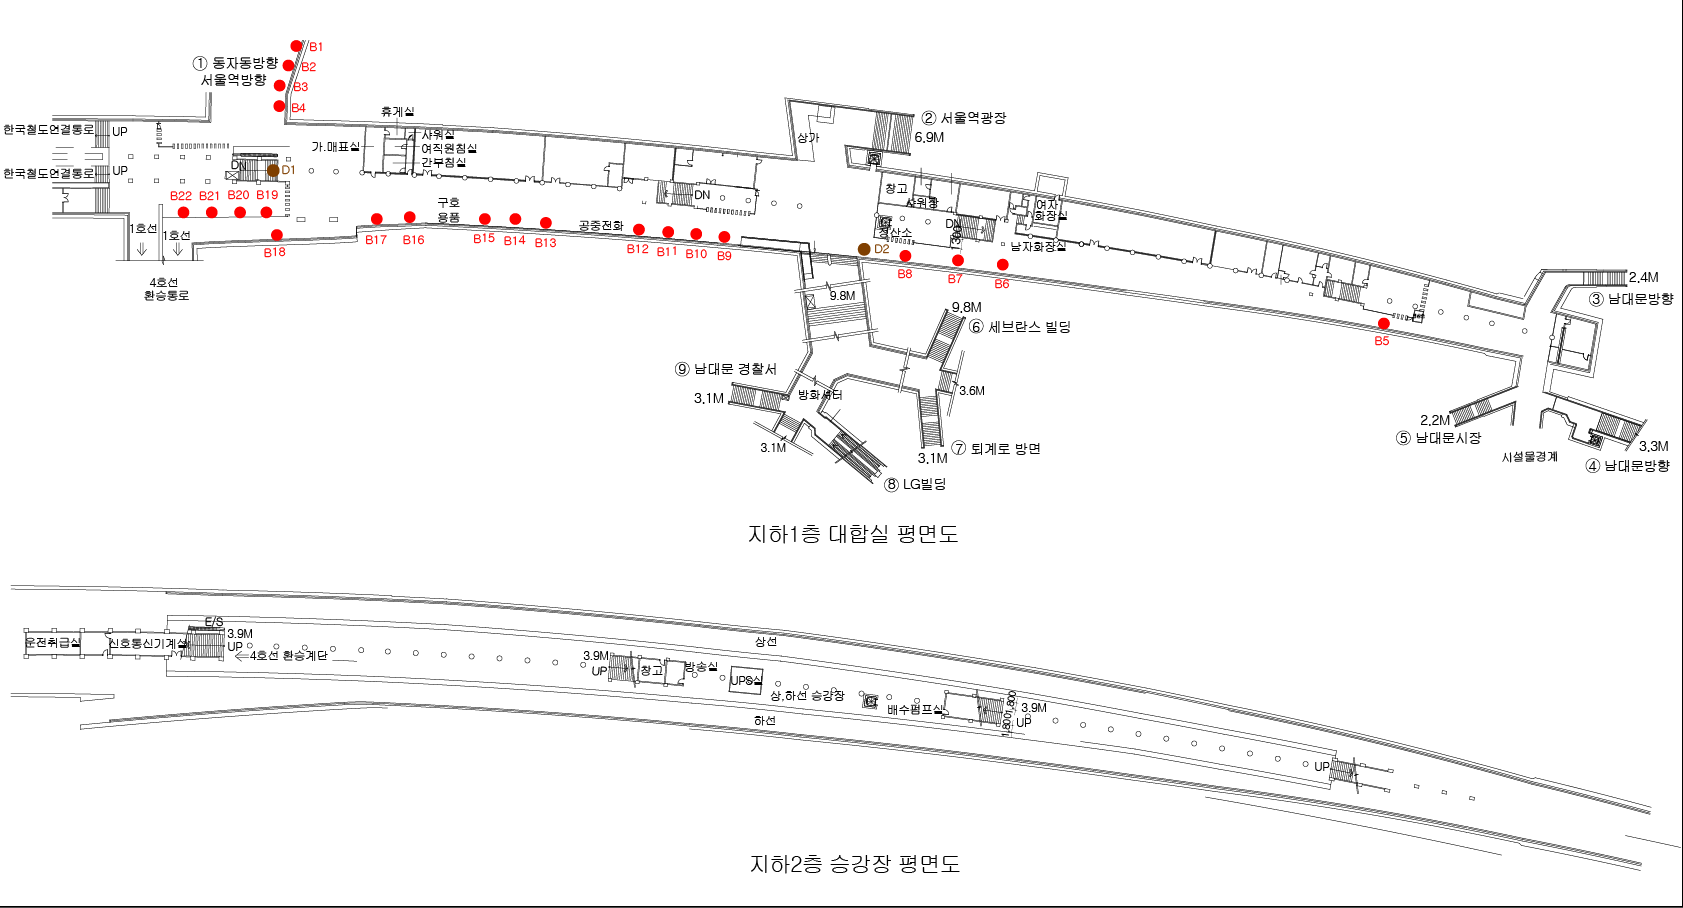 ① 동자동방향
서울역방향
B1
B2
B3
B4
한국철도연결통로
UP
한국철도연결통로
UP
휴게실
가.매표실
샤워실
여직원침실
간부침실
DN
D1
B22
B21
B20
B19
1호선
1호선
4호선
환승통로
B18
B17
B16
구호
용품
B15
B14
B13
공중전화
DN
B12
B11
B10
B9
상가
② 서울역광장
6.9M
창고
샤워장
DN
1,300
여자
화장실
남자화장실
D2
B8
B7
B6
B5
2.4M
③ 남대문방향
9.8M
9.8M
⑥ 세브란스 빌딩
⑨ 남대문 경찰서
3.1M
방화셔터
3.6M
3.1M
⑦ 퇴계로 방면
3.1M
⑧ LG빌딩
2.2M
⑤ 남대문시장
시설물경계
3.3M
④ 남대문방향
지하1층 대합실 평면도
운전취급실
신호통신기계실
E/S
3.9M
UP
4호선 환승계단
3.9M
UP
창고
방송실
UPS실
상선
상,하선 승강장
하선
배수펌프실
1,800
1,800
3.9M
UP
UP
지하2층 승강장 평면도